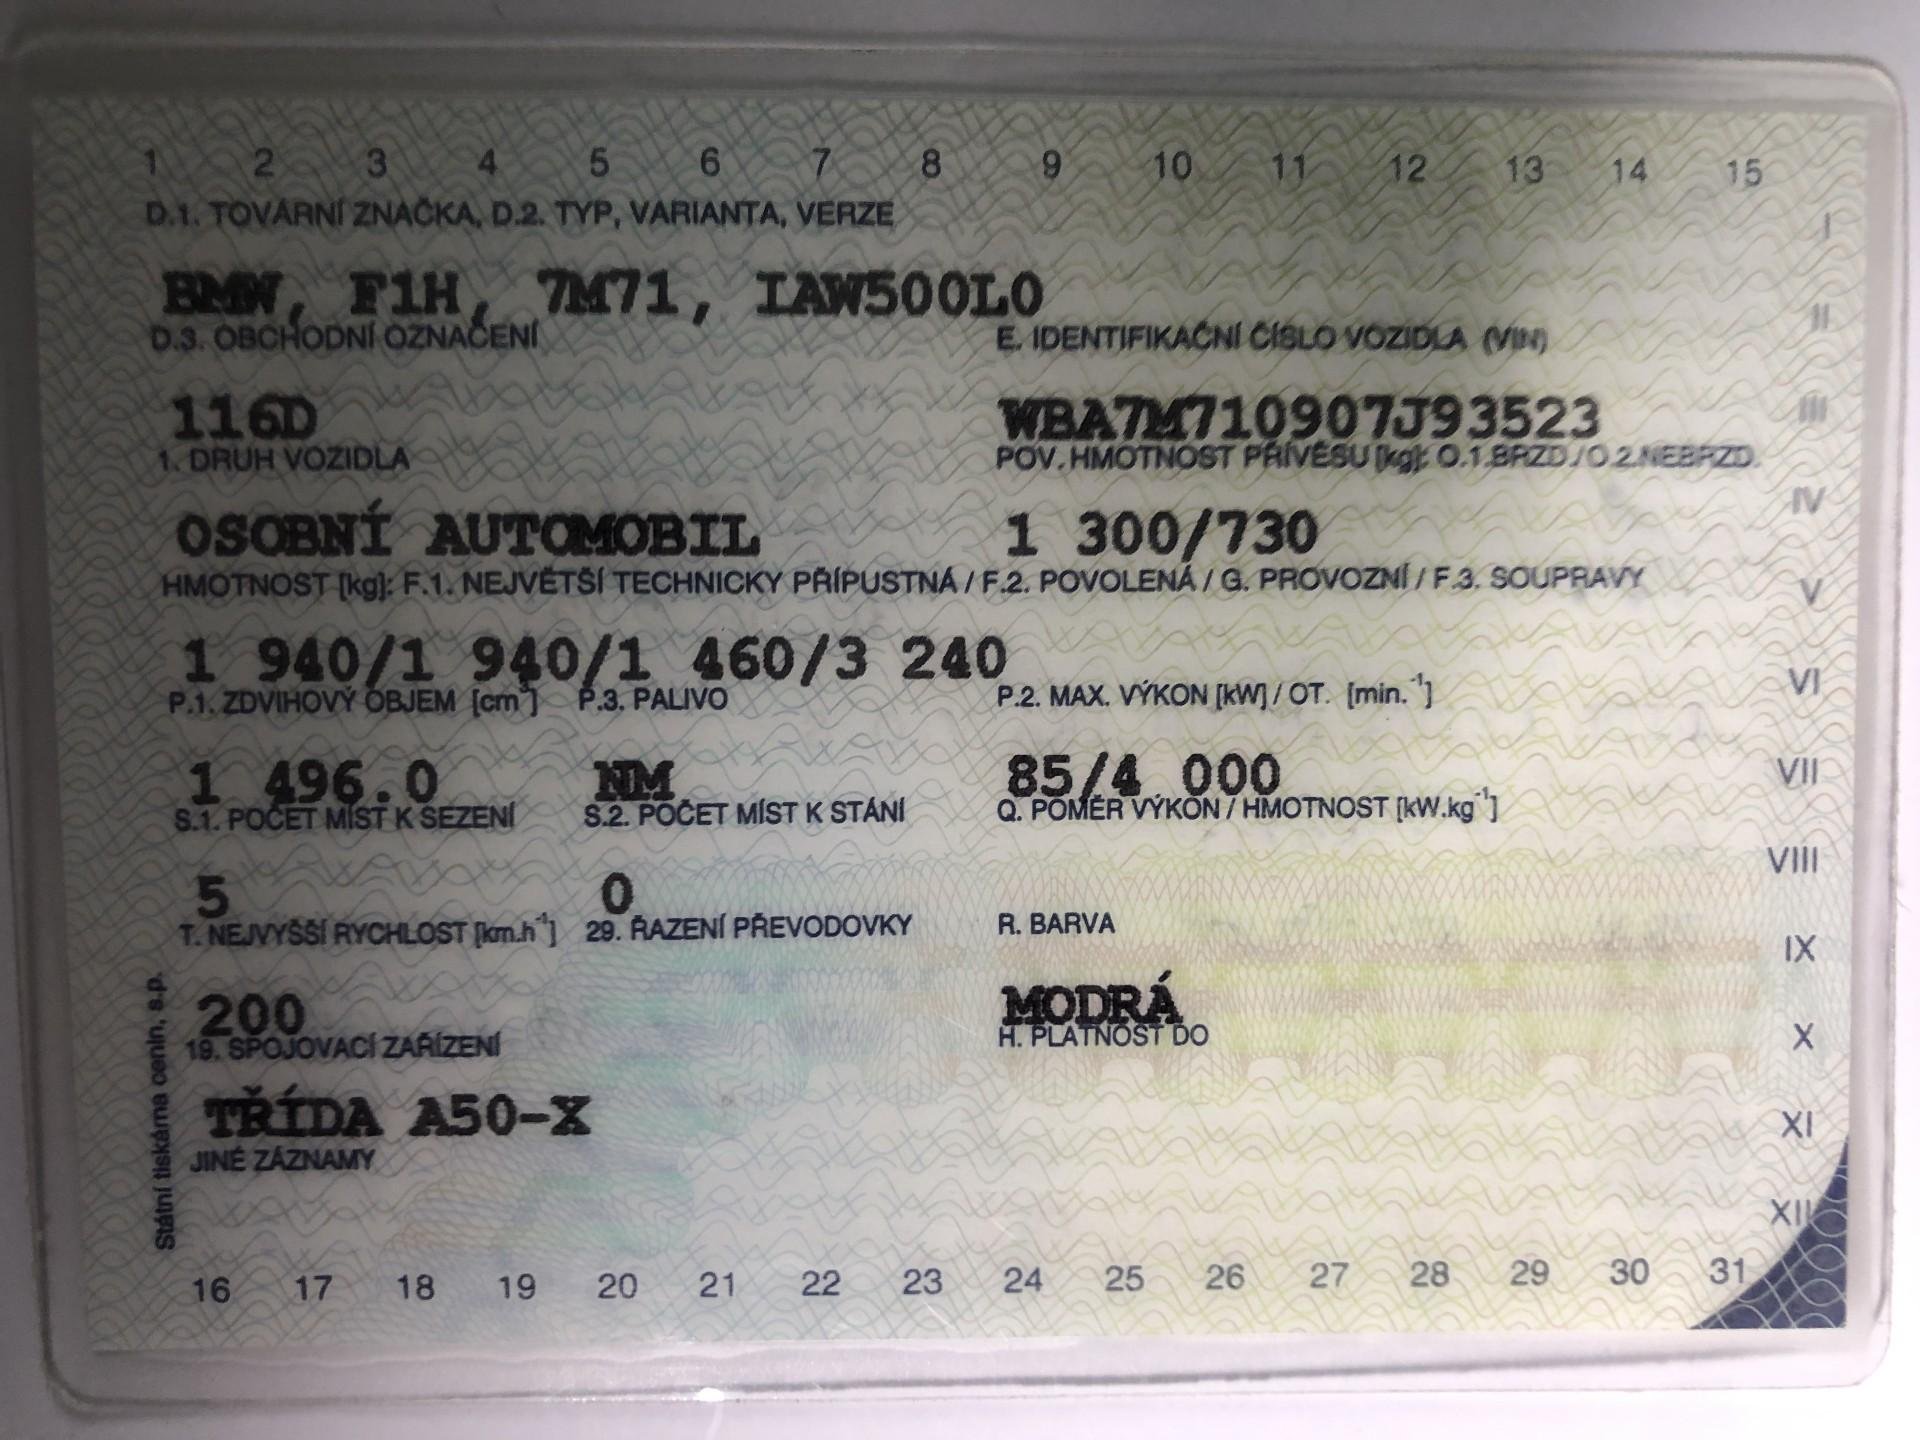 1 2 3 4 5 6 7 8 9 10 11 12 13 14 15
D.1. TOVÁRNÍ ZNAČKA, D.2. TYP, VARIANTA, VERZE
I
BMW, F1H, 7M71, IAW500L0
II
D.3. OBCHODNÍ OZNAČENÍ E. IDENTIFIKAČNÍ ČÍSLO VOZIDLA (VIN)
116D WBA7M710907J93523
III
1. DRUH VOZIDLA POV. HMOTNOST PŘÍVĚSU [kg]: O.1.BRZD./O.2.NEBRZD.
IV
OSOBNÍ AUTOMOBIL 1 300/730
HMOTNOST [kg]: F.1. NEJVĚTŠÍ TECHNICKY PŘÍPUSTNÁ / F.2. POVOLENÁ / G. PROVOZNÍ / F.3. SOUPRAVY
V
1 940/1 940/1 460/3 240
VI
P.1. ZDVIHOVÝ OBJEM [cm³] P.3. PALIVO P.2. MAX. VÝKON [kW] / OT. [min.⁻¹]
1 496.0 NM 85/4 000
VII
S.1. POČET MÍST K SEZENÍ S.2. POČET MÍST K STÁNÍ Q. POMĚR VÝKON / HMOTNOST [kW.kg⁻¹]
VIII
5 0
T. NEJVYŠŠÍ RYCHLOST [km.h⁻¹] 29. ŘAZENÍ PŘEVODOVKY R. BARVA
IX
200 MODRÁ
19. SPOJOVACÍ ZAŘÍZENÍ H. PLATNOST DO
X
TŘÍDA A50-X
XI
JINÉ ZÁZNAMY
XII
Státní tiskárna cenin, s.p.
16 17 18 19 20 21 22 23 24 25 26 27 28 29 30 31